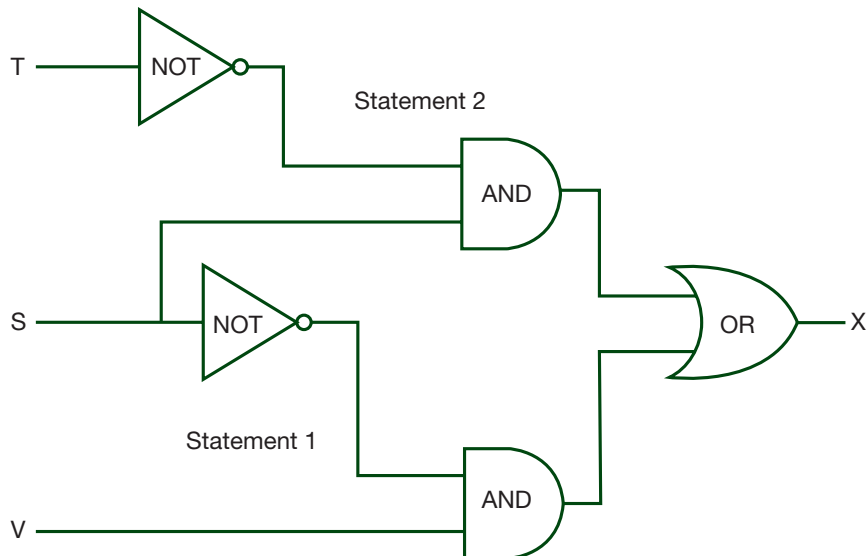 T
NOT
Statement 2
AND
S
NOT
OR
X
Statement 1
AND
V